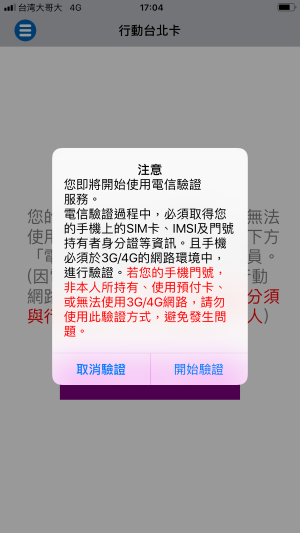 台湾大哥大 4G 17:04
行動台北卡
注意
您即將開始使用電信驗證
服務。
電信驗證過程中，必須取得您
的手機上的SIM卡、IMSI及門號
持有者身分證等資訊。且手機
必須於3G/4G的網路環境中，
進行驗證。若您的手機門號，
非本人所持有、使用預付卡、
或無法使用3G/4G網路，請勿
使用此驗證方式，避免發生問
題。
取消驗證 開始驗證
您的 無法
使用 下方
「電 員。
(因 行動
網路 分須
與行 人)